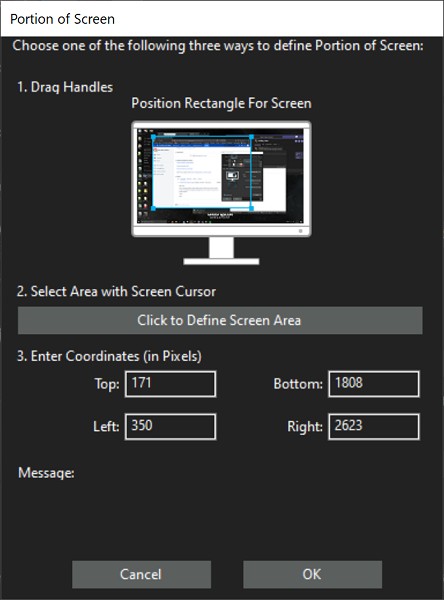 Portion of Screen
Choose one of the following three ways to define Portion of Screen:
1. Drag Handles
Position Rectangle For Screen
2. Select Area with Screen Cursor
Click to Define Screen Area
3. Enter Coordinates (in Pixels)
Top: 171 Bottom: 1808
Left: 350 Right: 2623
Message:
Cancel OK